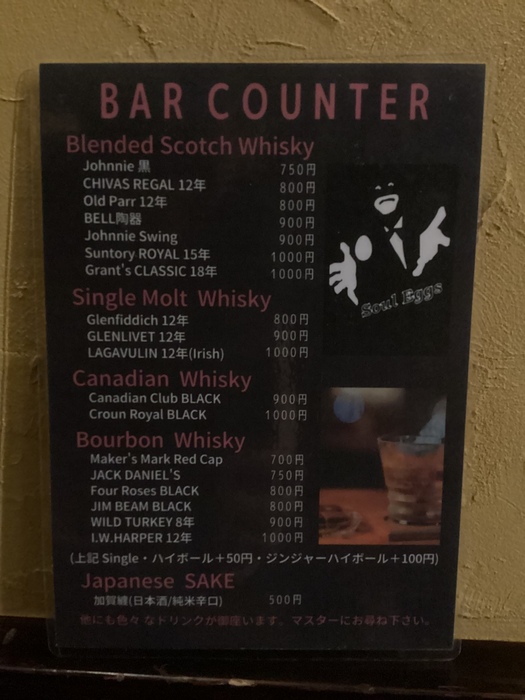 BAR COUNTER
Blended Scotch Whisky
Johnnie 黒 750円
CHIVAS REGAL 12年 800円
Old Parr 12年 800円
BELL陶器 900円
Johnnie Swing 900円
Suntory ROYAL 15年 1000円
Grant's CLASSIC 18年 1000円
Soul Eggs
Single Molt Whisky
Glenfiddich 12年 800円
GLENLIVET 12年 900円
LAGAVULIN 12年(Irish) 1000円
Canadian Whisky
Canadian Club BLACK 900円
Croun Royal BLACK 1000円
Bourbon Whisky
Maker's Mark Red Cap 700円
JACK DANIEL'S 750円
Four Roses BLACK 800円
JIM BEAM BLACK 800円
WILD TURKEY 8年 900円
I.W.HARPER 12年 1000円
(上記 Single・ハイボール+50円・ジンジャーハイボール+100円)
Japanese SAKE
加賀纏(日本酒/純米辛口) 500円
他にも色々なドリンクが御座います。マスターにお尋ね下さい。